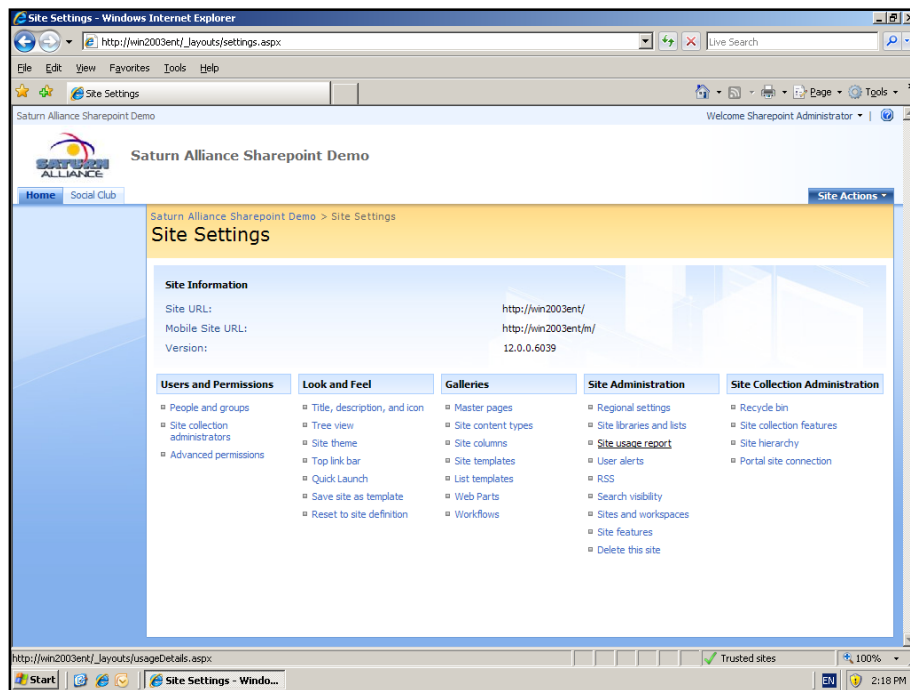 Site Settings - Windows Internet Explorer
http://win2003ent/_layouts/settings.aspx
Live Search
File Edit View Favorites Tools Help
Site Settings
Page Tools
Saturn Alliance Sharepoint Demo
Welcome Sharepoint Administrator
SATURN
ALLIANCE
Saturn Alliance Sharepoint Demo
Home Social Club
Site Actions
Saturn Alliance Sharepoint Demo > Site Settings
Site Settings
Site Information
Site URL: http://win2003ent/
Mobile Site URL: http://win2003ent/m/
Version: 12.0.0.6039
Users and Permissions
People and groups
Site collection
administrators
Advanced permissions
Look and Feel
Title, description, and icon
Tree view
Site theme
Top link bar
Quick Launch
Save site as template
Reset to site definition
Galleries
Master pages
Site content types
Site columns
Site templates
List templates
Web Parts
Workflows
Site Administration
Regional settings
Site libraries and lists
Site usage report
User alerts
RSS
Search visibility
Sites and workspaces
Site features
Delete this site
Site Collection Administration
Recycle bin
Site collection features
Site hierarchy
Portal site connection
http://win2003ent/_layouts/usageDetails.aspx
Trusted sites
100%
Start
Site Settings - Windo...
EN
2:18 PM